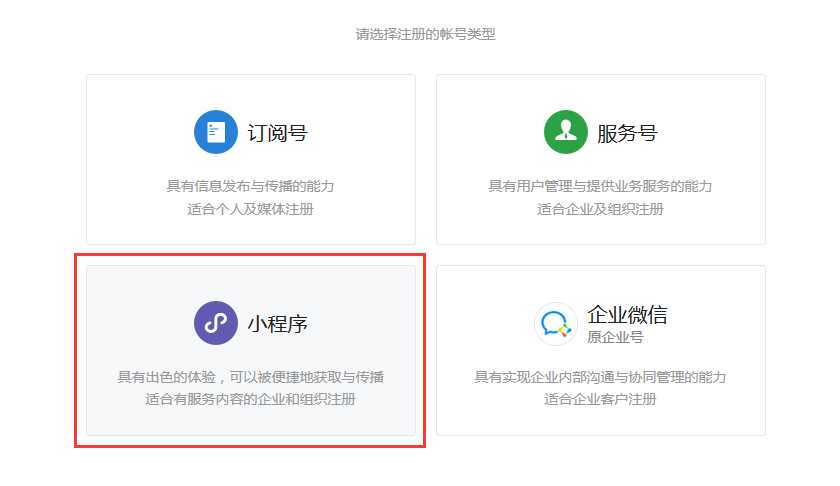 请选择注册的帐号类型
订阅号
具有信息发布与传播的能力
适合个人及媒体注册
服务号
具有用户管理与提供业务服务的能力
适合企业及组织注册
小程序
具有出色的体验，可以被便捷地获取与传播
适合有服务内容的企业和组织注册
企业微信
原企业号
具有实现企业内部沟通与协同管理的能力
适合企业客户注册